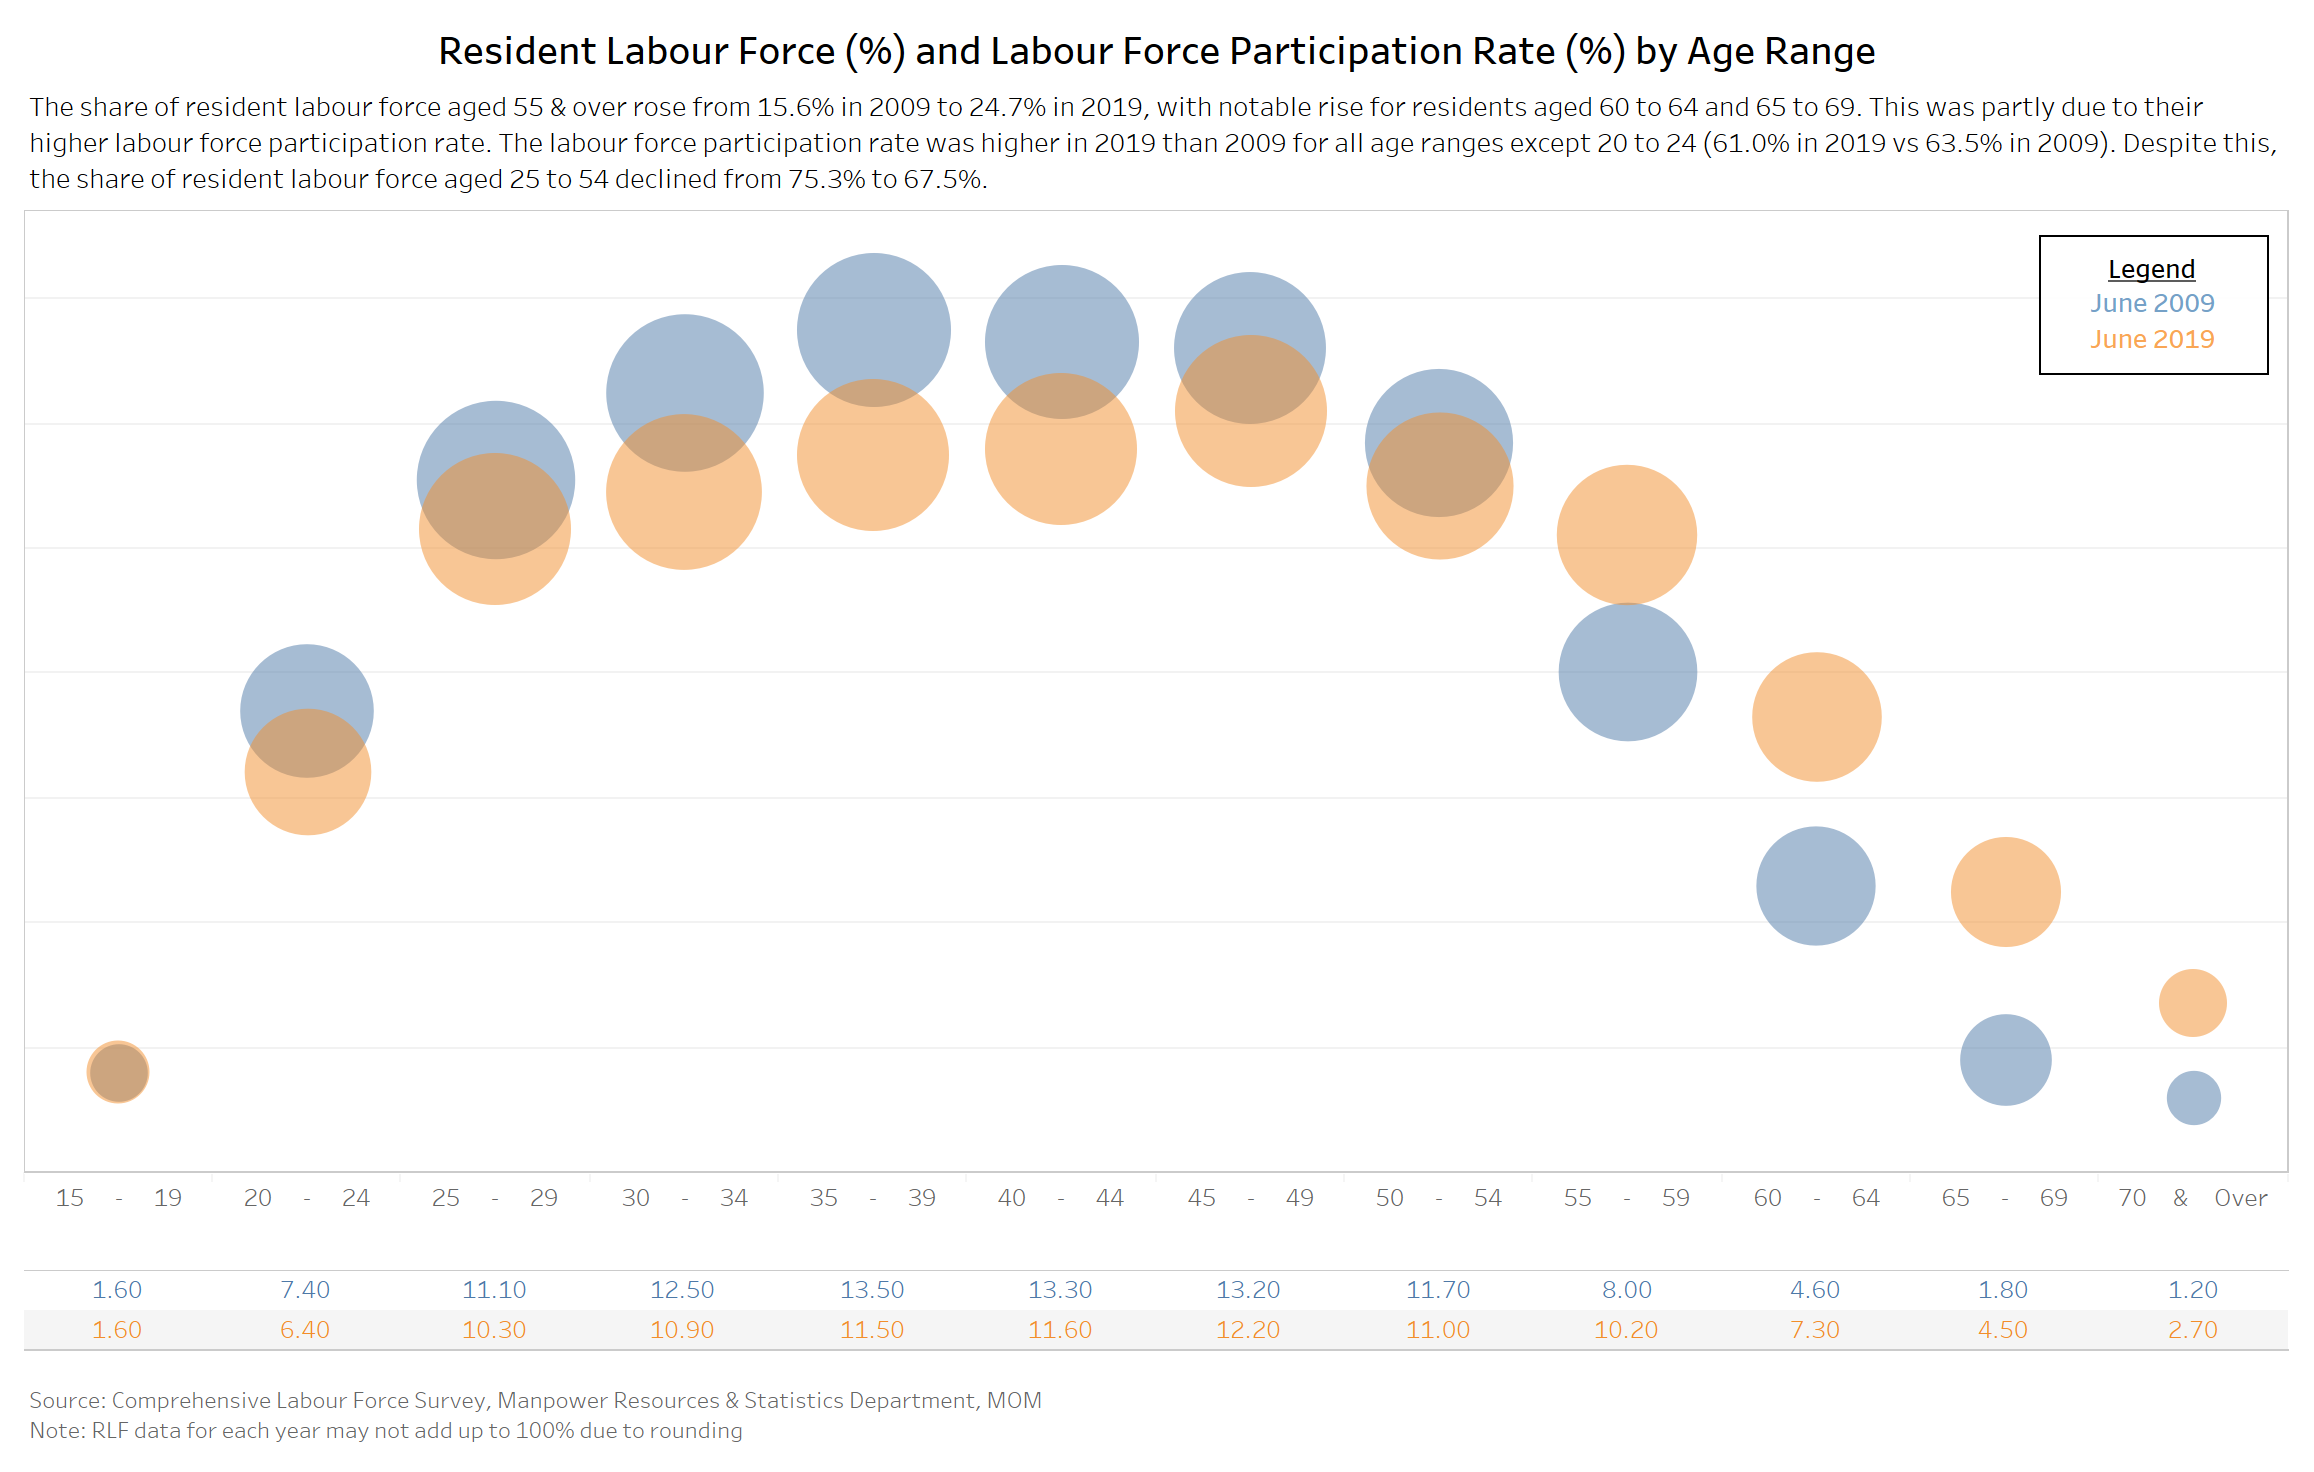 Resident Labour Force (%) and Labour Force Participation Rate (%) by Age Range
The share of resident labour force aged 55 & over rose from 15.6% in 2009 to 24.7% in 2019, with notable rise for residents aged 60 to 64 and 65 to 69. This was partly due to their
higher labour force participation rate. The labour force participation rate was higher in 2019 than 2009 for all age ranges except 20 to 24 (61.0% in 2019 vs 63.5% in 2009). Despite this,
the share of resident labour force aged 25 to 54 declined from 75.3% to 67.5%.
Legend
June 2009
June 2019
15 - 19 20 - 24 25 - 29 30 - 34 35 - 39 40 - 44 45 - 49 50 - 54 55 - 59 60 - 64 65 - 69 70 & Over
1.60 7.40 11.10 12.50 13.50 13.30 13.20 11.70 8.00 4.60 1.80 1.20
1.60 6.40 10.30 10.90 11.50 11.60 12.20 11.00 10.20 7.30 4.50 2.70
Source: Comprehensive Labour Force Survey, Manpower Resources & Statistics Department, MOM
Note: RLF data for each year may not add up to 100% due to rounding